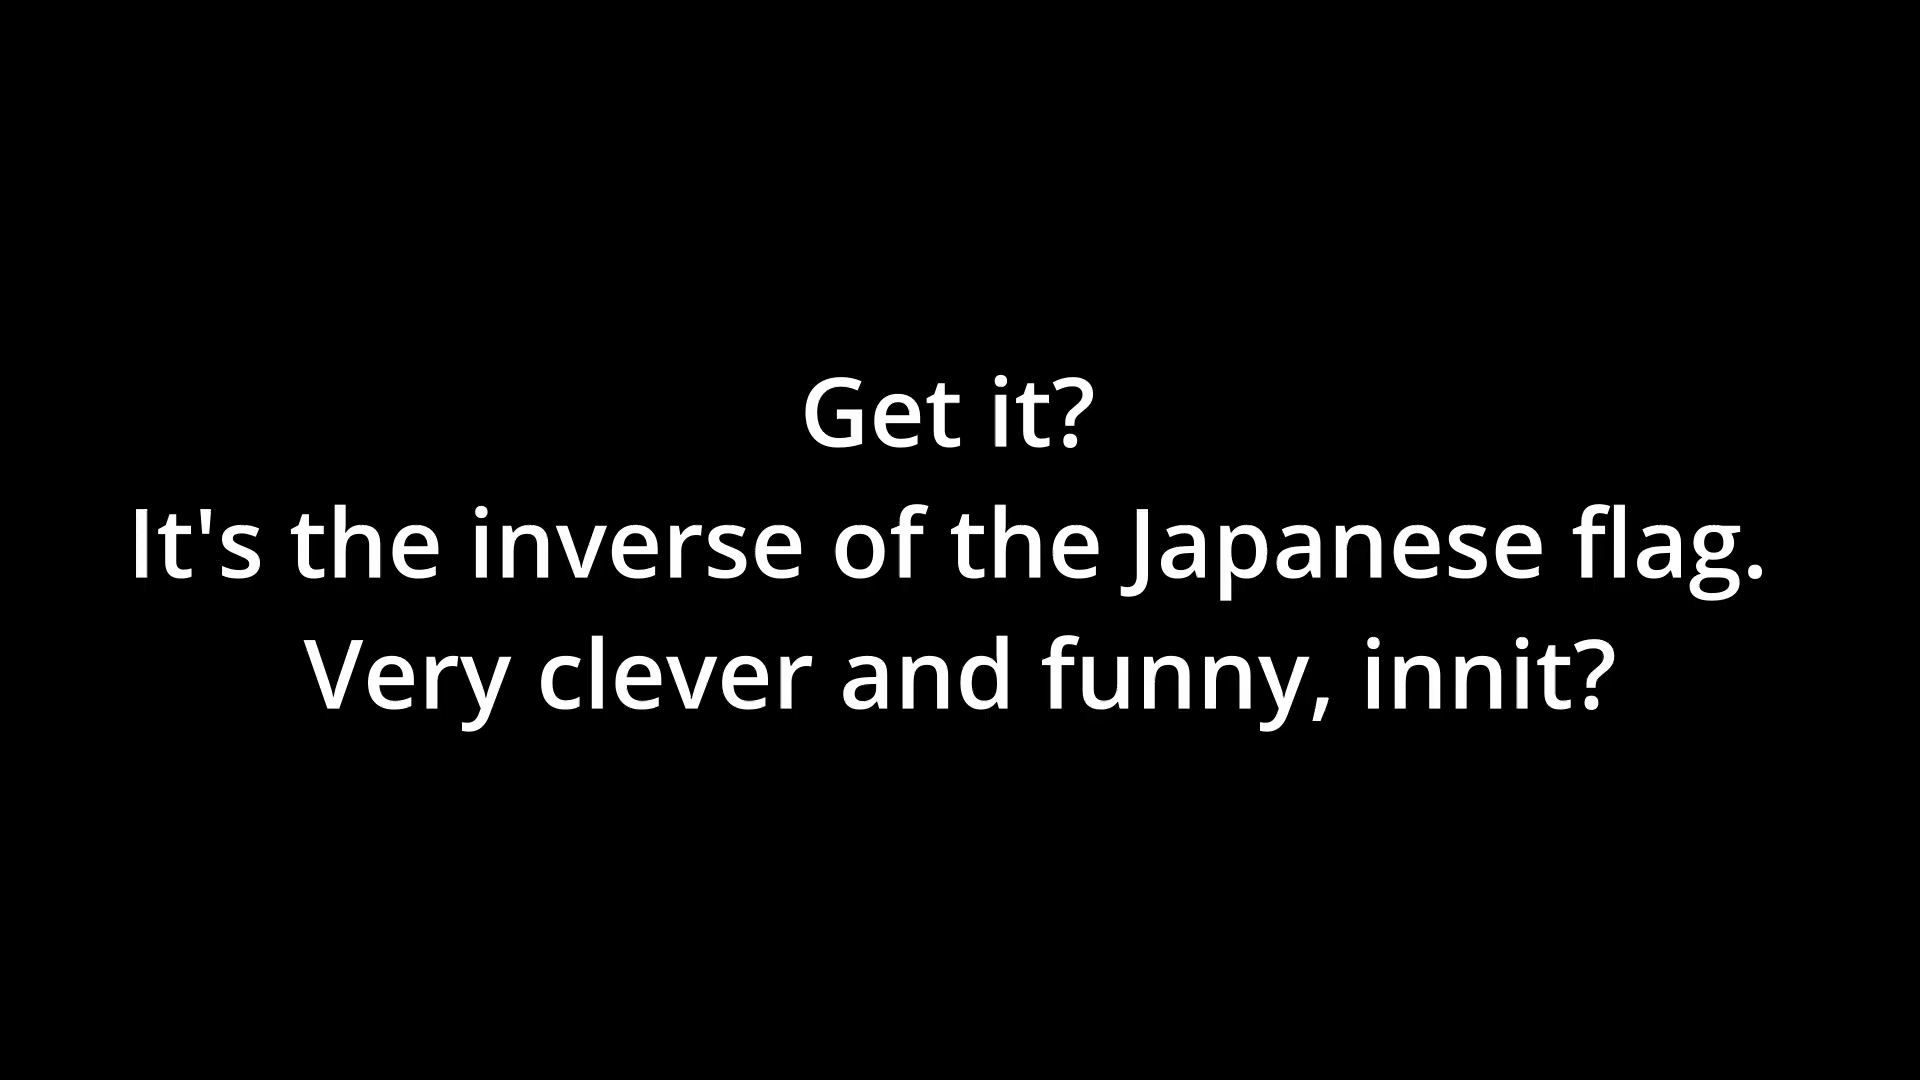 Get it?
It's the inverse of the Japanese flag.
Very clever and funny, innit?